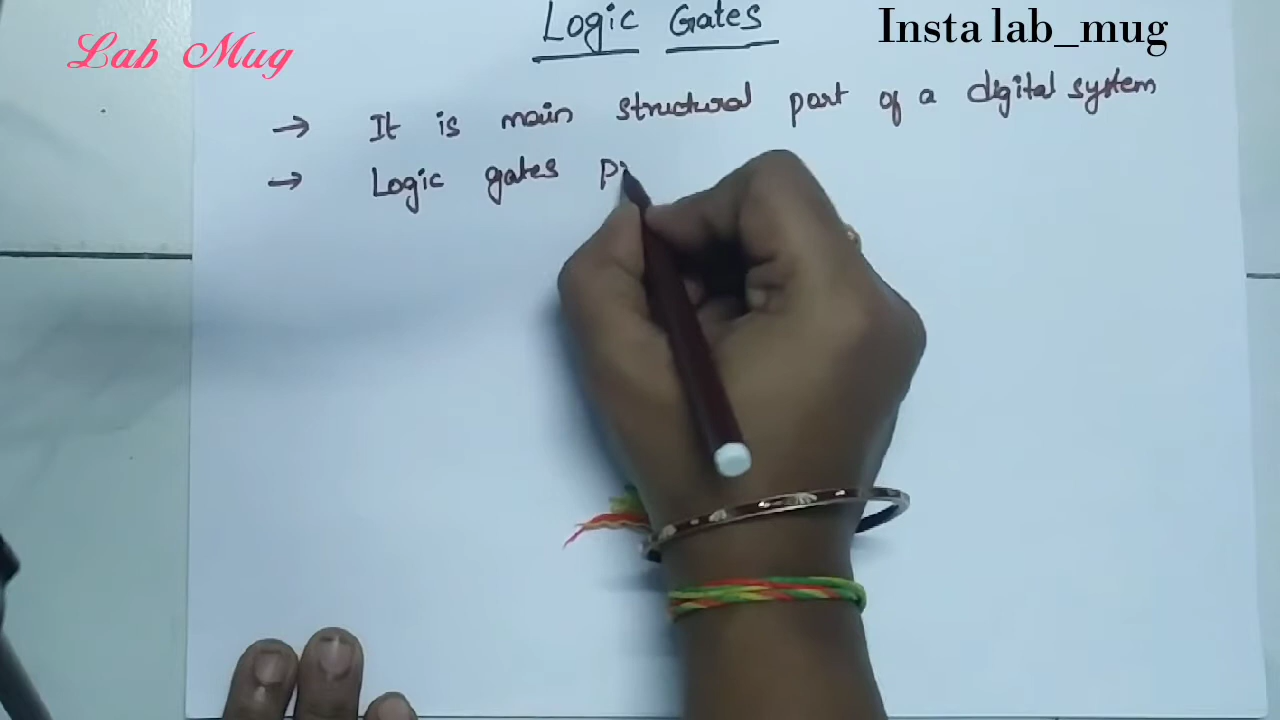 Logic Gates
Insta lab_mug
Lab Mug
→ It is main structural part of a digital system
→ Logic gates